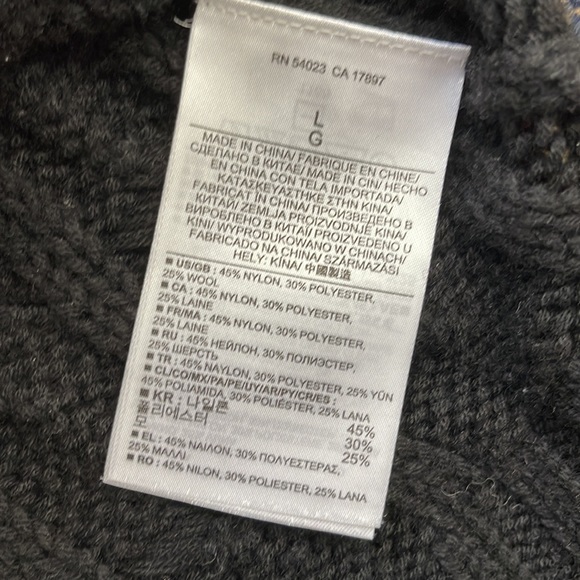 RN 54023 CA 17897
L
G
MADE IN CHINA/ FABRIQUE EN CHINE/
СДЕЛАНО В КИТАЕ/ MADE IN CIN/ HECHO
EN CHINA CON TELA IMPORTADA/
ΚΑΤΑΣΚΕΥΑΣΤΗΚΕ ΣΤΗΝ ΚΙΝΑ/
FABRICAT IN CHINA/ ПРОИЗВЕДЕНО В
КИТАЙ/ ZEMLJA PROIZVODNJE KINA/
ВИРОБЛЕНО В КИТАЇ/ PROIZVEDENO U
KINI/ WYPRODUKOWANO W CHINACH/
FABRICADO NA CHINA/ SZÁRMAZÁSI
HELY: KÍNA/ 中國製造
■ US/GB : 45% NYLON, 30% POLYESTER,
25% WOOL
■ CA : 45% NYLON, 30% POLYESTER,
25% LAINE
■ FR/MA : 45% NYLON, 30% POLYESTER,
25% LAINE
■ RU : 45% НЕЙЛОН, 30% ПОЛИЭСТЕР,
25% ШЕРСТЬ
■ TR : 45% NAYLON, 30% POLYESTER, 25% YÜN
■ CL/CO/MX/PA/PE/UY/AR/PY/CR/ES :
45% POLIAMIDA, 30% POLIÉSTER, 25% LANA
■ KR : 나일론 45%
폴리에스터 30%
모 25%
■ EL : 45% ΝΑΙΛΟΝ, 30% ΠΟΛΥΕΣΤΕΡΑΣ,
25% ΜΑΛΛΙ
■ RO : 45% NILON, 30% POLIESTER, 25% LANA